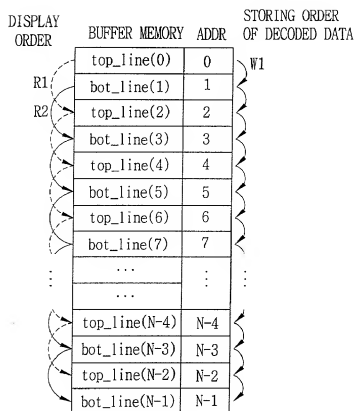 DISPLAY ORDER
BUFFER MEMORY
ADDR
STORING ORDER OF DECODED DATA
top_line(0) 0 W1
R1 bot_line(1) 1
R2 top_line(2) 2
bot_line(3) 3
top_line(4) 4
bot_line(5) 5
top_line(6) 6
bot_line(7) 7
...
...
top_line(N-4) N-4
bot_line(N-3) N-3
top_line(N-2) N-2
bot_line(N-1) N-1